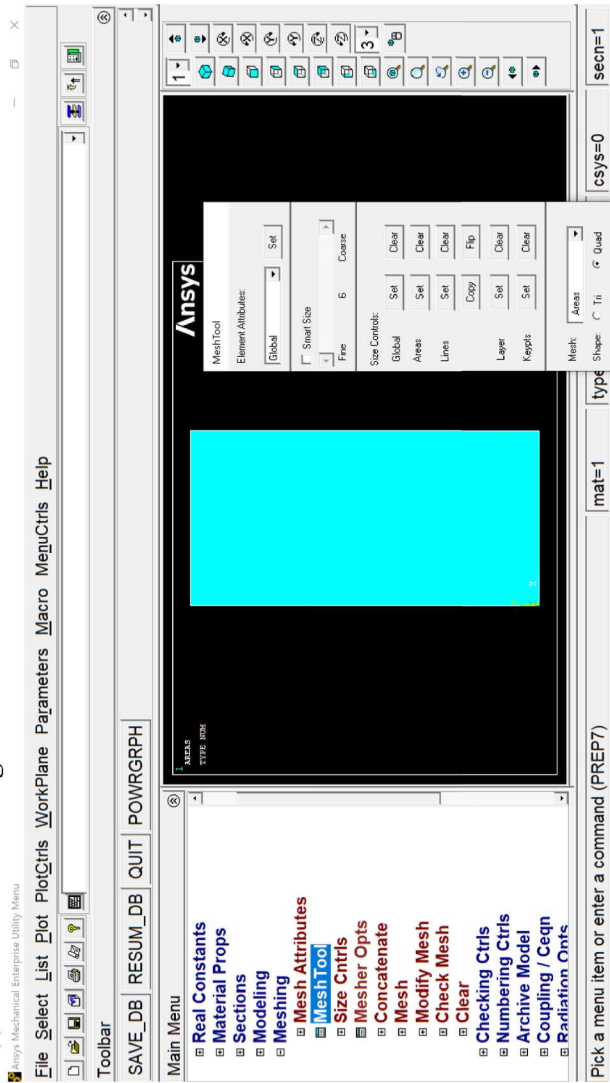 Ansys Mechanical Enterprise Utility Menu
File Select List Plot PlotCtrls WorkPlane Parameters Macro MenuCtrls Help
Toolbar
SAVE_DB RESUM_DB QUIT POWRGRPH
Main Menu
Real Constants
Material Props
Sections
Modeling
Meshing
Mesh Attributes
MeshTool
Size Cntrls
Mesher Opts
Concatenate
Mesh
Modify Mesh
Check Mesh
Clear
Checking Ctrls
Numbering Ctrls
Archive Model
Coupling / Ceqn
Radiation Opts
1
AREAS
TYPE NUM
X
Ansys
MeshTool
Element Attributes:
Global Set
Smart Size
Fine 6 Coarse
Size Controls:
Global Set Clear
Areas Set Clear
Lines Set Clear
Copy Flip
Layer Set Clear
Keypts Set Clear
Mesh: Areas
Shape: Tri Quad
1
3
Pick a menu item or enter a command (PREP7) mat=1 type csys=0 secn=1